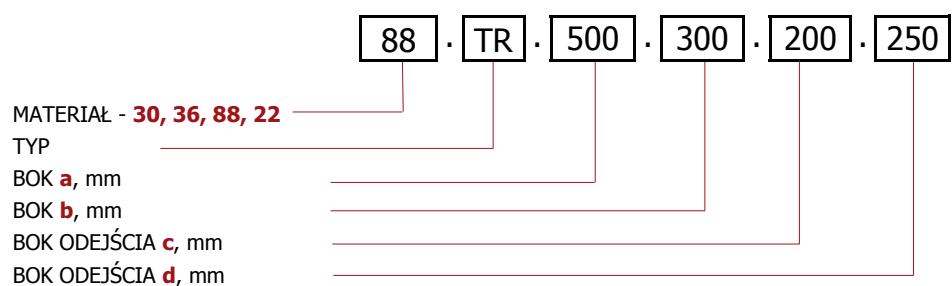 88 . TR . 500 . 300 . 200 . 250
MATERIAŁ - 30, 36, 88, 22
TYP
BOK a, mm
BOK b, mm
BOK ODEJŚCIA c, mm
BOK ODEJŚCIA d, mm